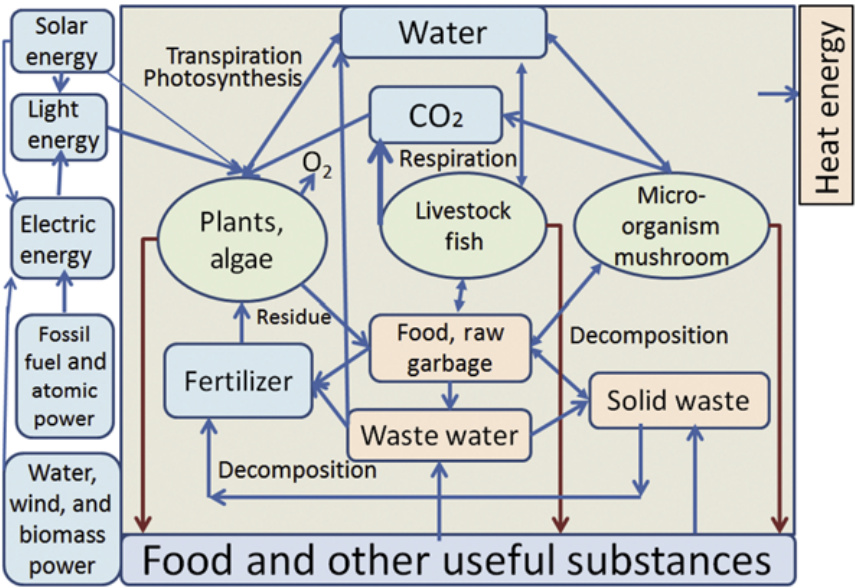 Solar
energy
Light
energy
Electric
energy
Fossil
fuel and
atomic
power
Water,
wind, and
biomass
power
Water
Transpiration
Photosynthesis
CO₂
O₂
Respiration
Plants,
algae
Livestock
fish
Micro-
organism
mushroom
Residue
Food, raw
garbage
Decomposition
Fertilizer
Solid waste
Waste water
Decomposition
Food and other useful substances
Heat energy